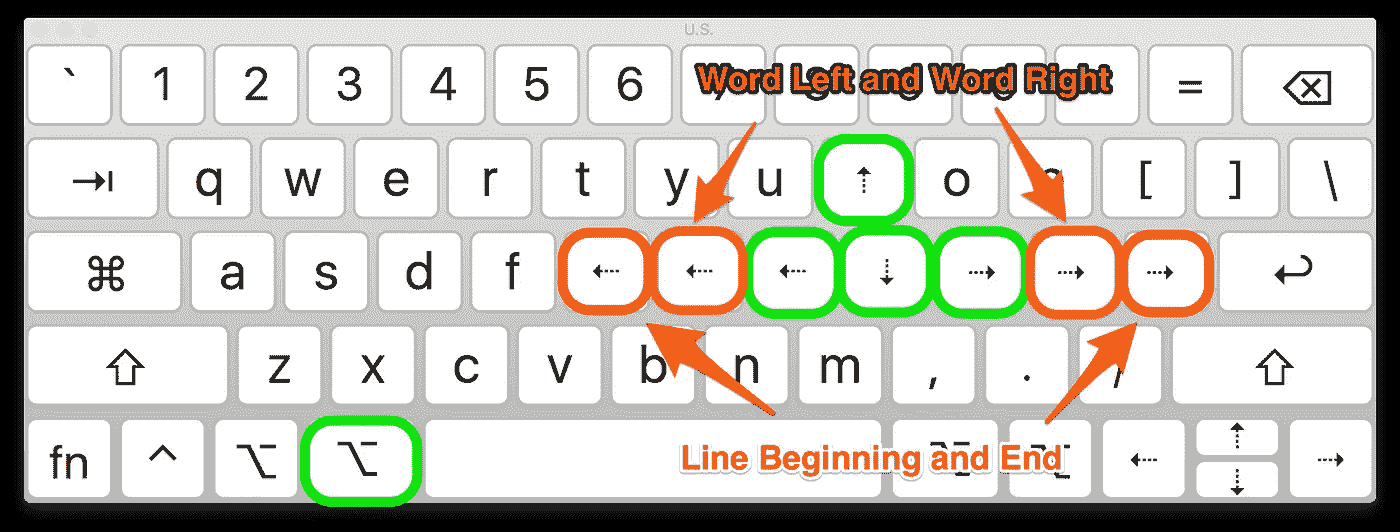 U.S.
` 1 2 3 4 5 6 = ⌫
Word Left and Word Right
⇥ q w e r t y u ⇡ o [ ] \
⌘ a s d f ⇠ ⇠ ⇠ ⇣ ⇢ ⇢ ⇢ ↩
⇧ z x c v b n m , . / ⇧
fn ^ ⌥ ⌥ ⌥ ⌥ ⇠ ⇡ ⇣ ⇢
Line Beginning and End